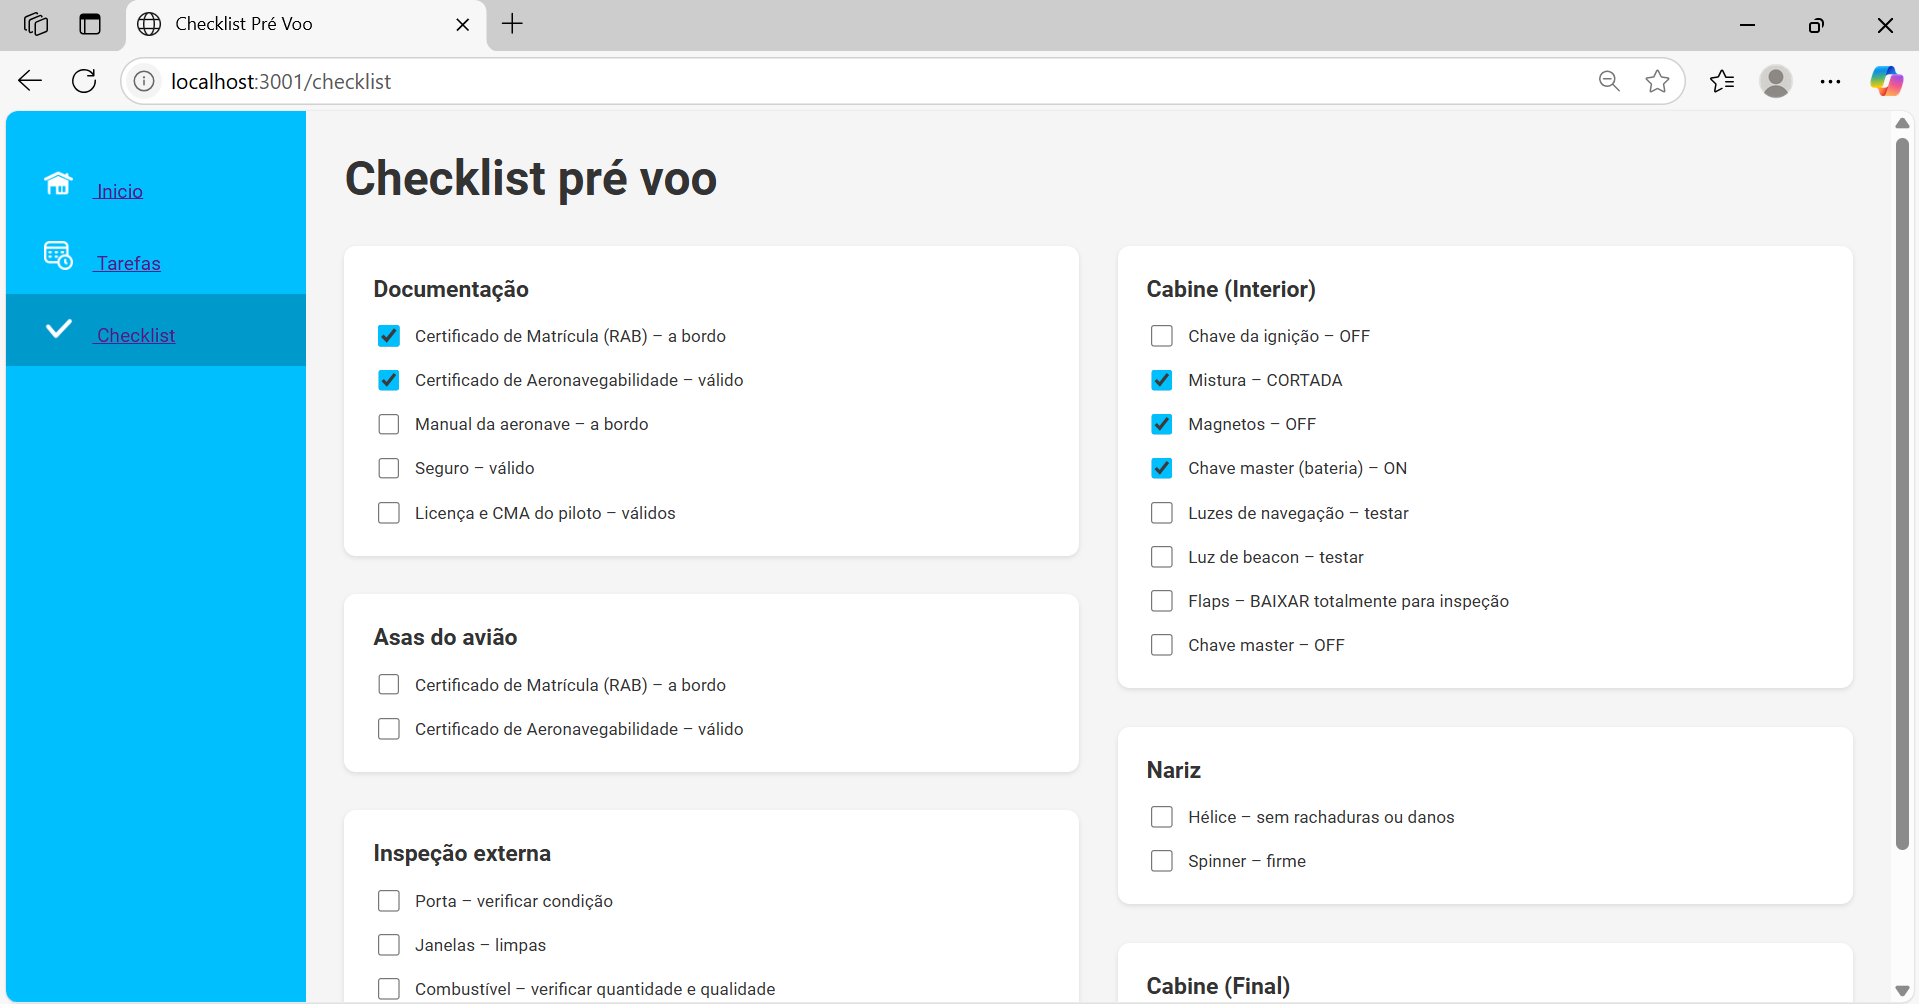 Checklist Pré Voo
localhost:3001/checklist
Inicio
Tarefas
Checklist
Checklist pré voo
Documentação
Certificado de Matrícula (RAB) – a bordo
Certificado de Aeronavegabilidade – válido
Manual da aeronave – a bordo
Seguro – válido
Licença e CMA do piloto – válidos
Asas do avião
Certificado de Matrícula (RAB) – a bordo
Certificado de Aeronavegabilidade – válido
Inspeção externa
Porta – verificar condição
Janelas – limpas
Combustível – verificar quantidade e qualidade
Cabine (Interior)
Chave da ignição – OFF
Mistura – CORTADA
Magnetos – OFF
Chave master (bateria) – ON
Luzes de navegação – testar
Luz de beacon – testar
Flaps – BAIXAR totalmente para inspeção
Chave master – OFF
Nariz
Hélice – sem rachaduras ou danos
Spinner – firme
Cabine (Final)